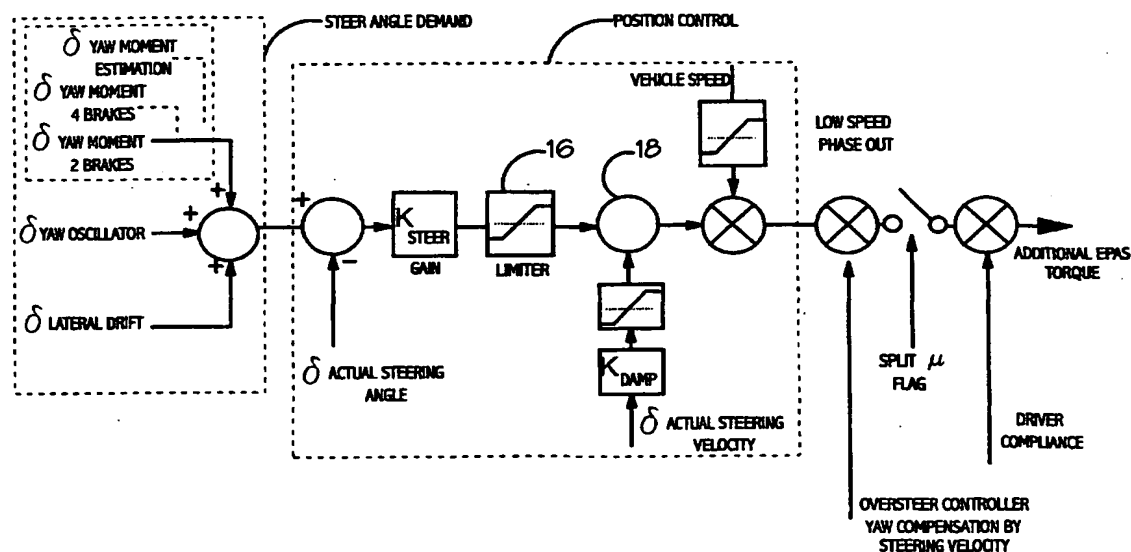 STEER ANGLE DEMAND
POSITION CONTROL
δ YAW MOMENT
ESTIMATION
δ YAW MOMENT
4 BRAKES
δ YAW MOMENT
2 BRAKES
+
+
+
δ YAW OSCILLATOR
δ LATERAL DRIFT
+
-
δ ACTUAL STEERING
ANGLE
K STEER
GAIN
16
LIMITER
18
VEHICLE SPEED
LOW SPEED
PHASE OUT
K DAMP
δ ACTUAL STEERING
VELOCITY
ADDITIONAL EPAS
TORQUE
SPLIT μ
FLAG
DRIVER
COMPLIANCE
OVERSTEER CONTROLLER
YAW COMPENSATION BY
STEERING VELOCITY